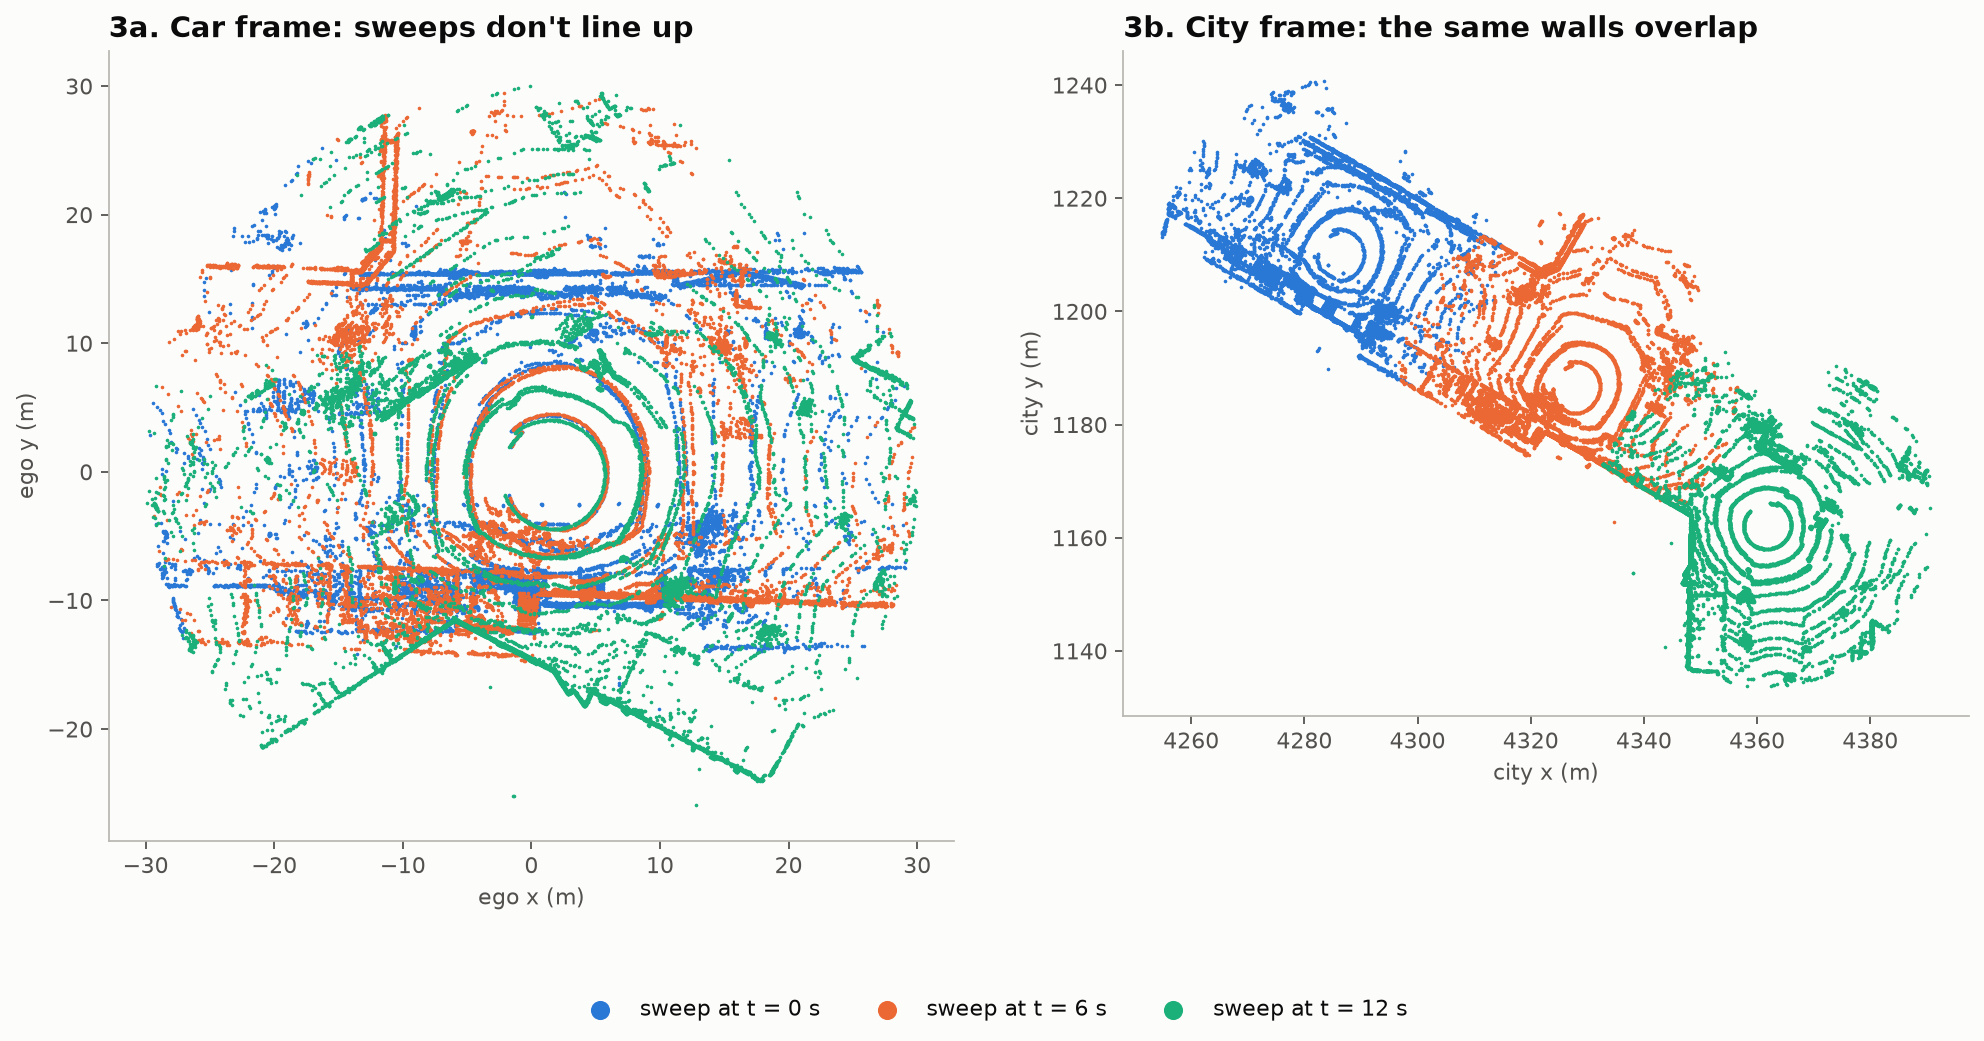 3a. Car frame: sweeps don't line up
30
20
10
0
−10
−20
ego y (m)
−30 −20 −10 0 10 20 30
ego x (m)
3b. City frame: the same walls overlap
1240
1220
1200
1180
1160
1140
city y (m)
4260 4280 4300 4320 4340 4360 4380
city x (m)
sweep at t = 0 s sweep at t = 6 s sweep at t = 12 s